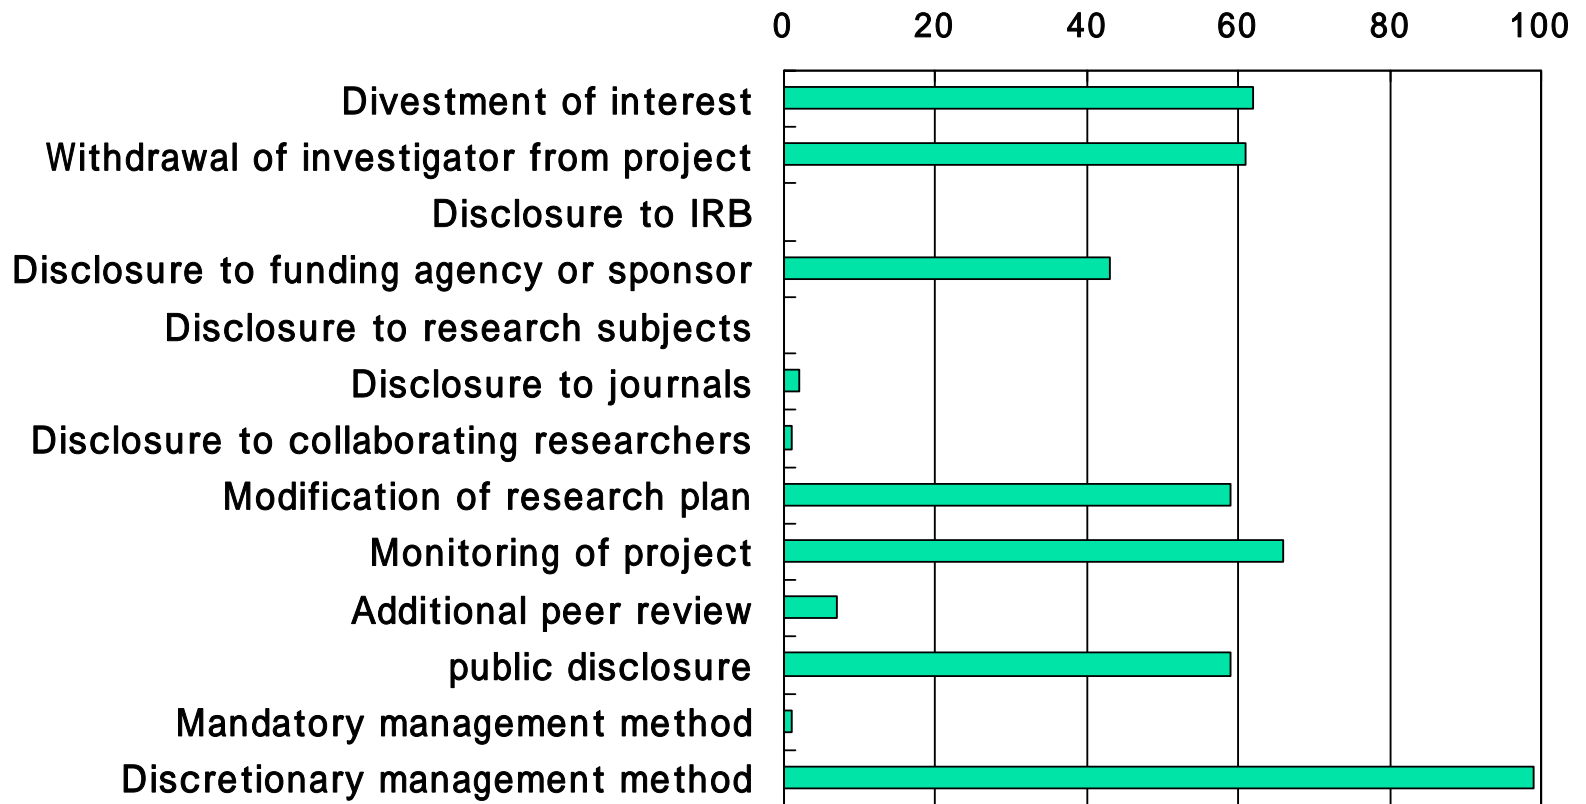 0 20 40 60 80 100
Divestment of interest
Withdrawal of investigator from project
Disclosure to IRB
Disclosure to funding agency or sponsor
Disclosure to research subjects
Disclosure to journals
Disclosure to collaborating researchers
Modification of research plan
Monitoring of project
Additional peer review
public disclosure
Mandatory management method
Discretionary management method